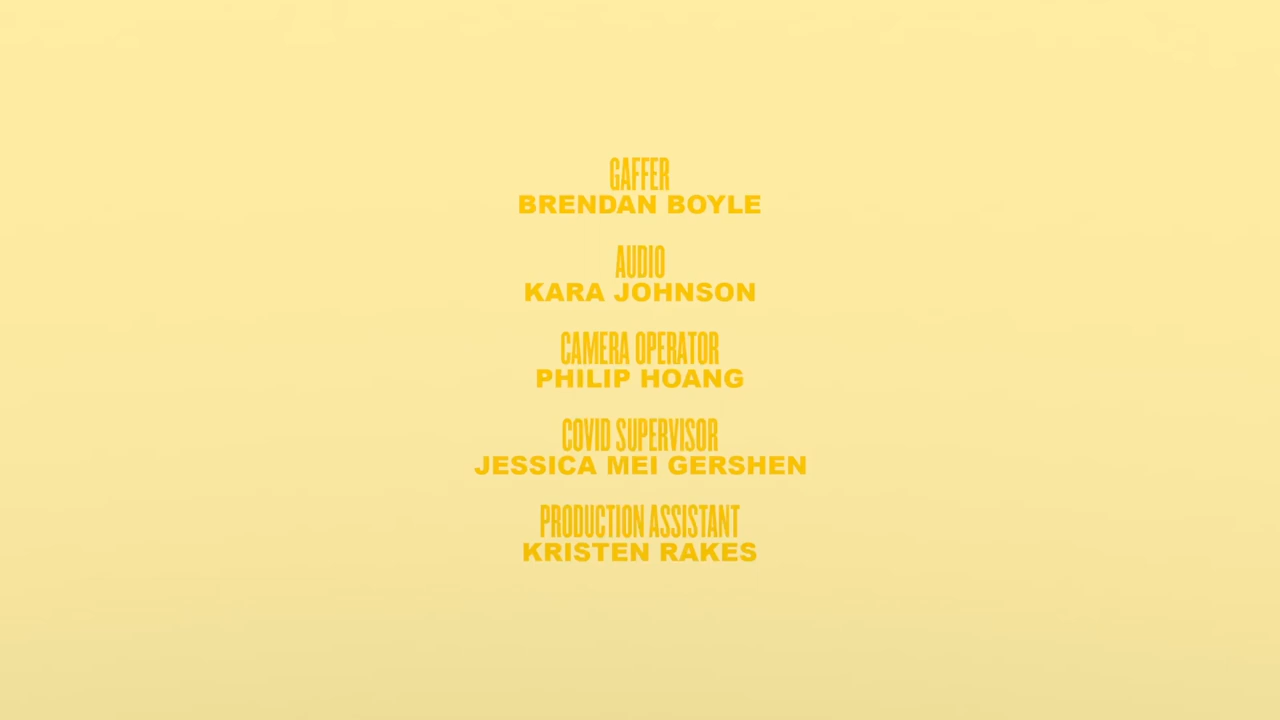 GAFFER
BRENDAN BOYLE
AUDIO
KARA JOHNSON
CAMERA OPERATOR
PHILIP HOANG
COVID SUPERVISOR
JESSICA MEI GERSHEN
PRODUCTION ASSISTANT
KRISTEN RAKES